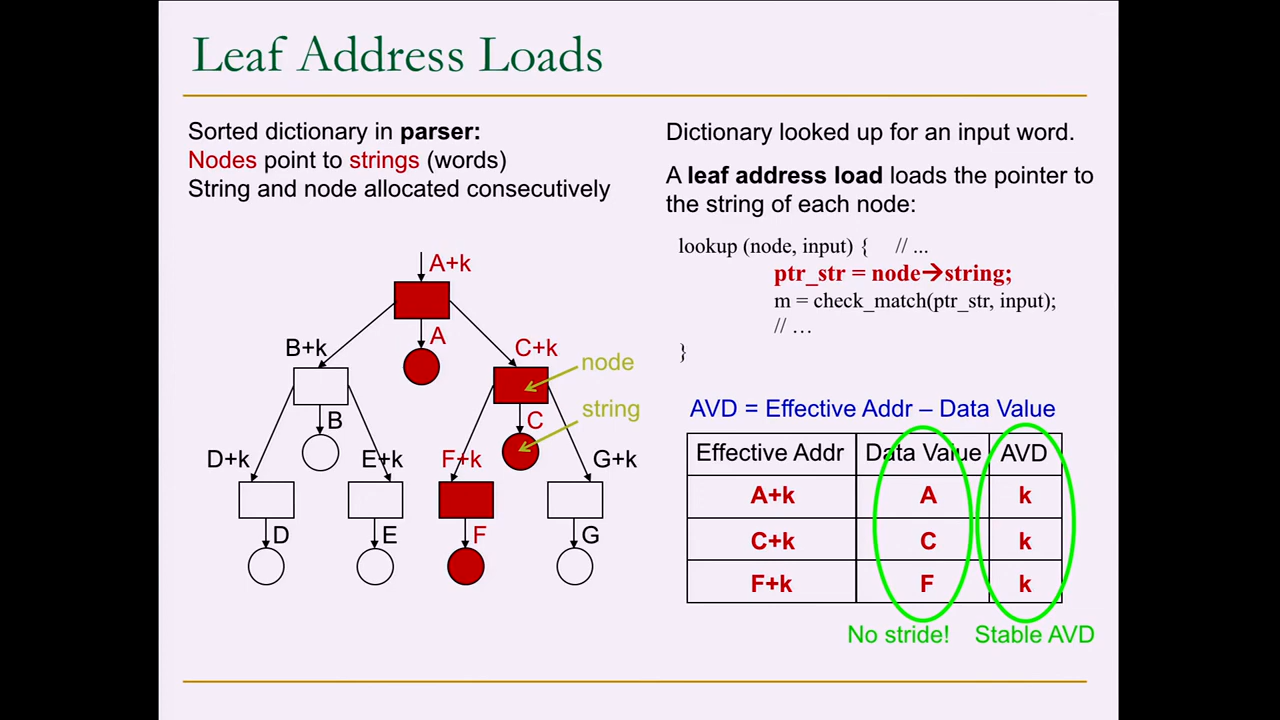 Leaf Address Loads
Sorted dictionary in parser:
Nodes point to strings (words)
String and node allocated consecutively
A+k
A
B+k
C+k
node
B
C
string
D+k
E+k
F+k
G+k
D
E
F
G
Dictionary looked up for an input word.
A leaf address load loads the pointer to
the string of each node:
lookup (node, input) { // ...
ptr_str = node→string;
m = check_match(ptr_str, input);
// …
}
AVD = Effective Addr – Data Value
Effective Addr Data Value AVD
A+k A k
C+k C k
F+k F k
No stride! Stable AVD